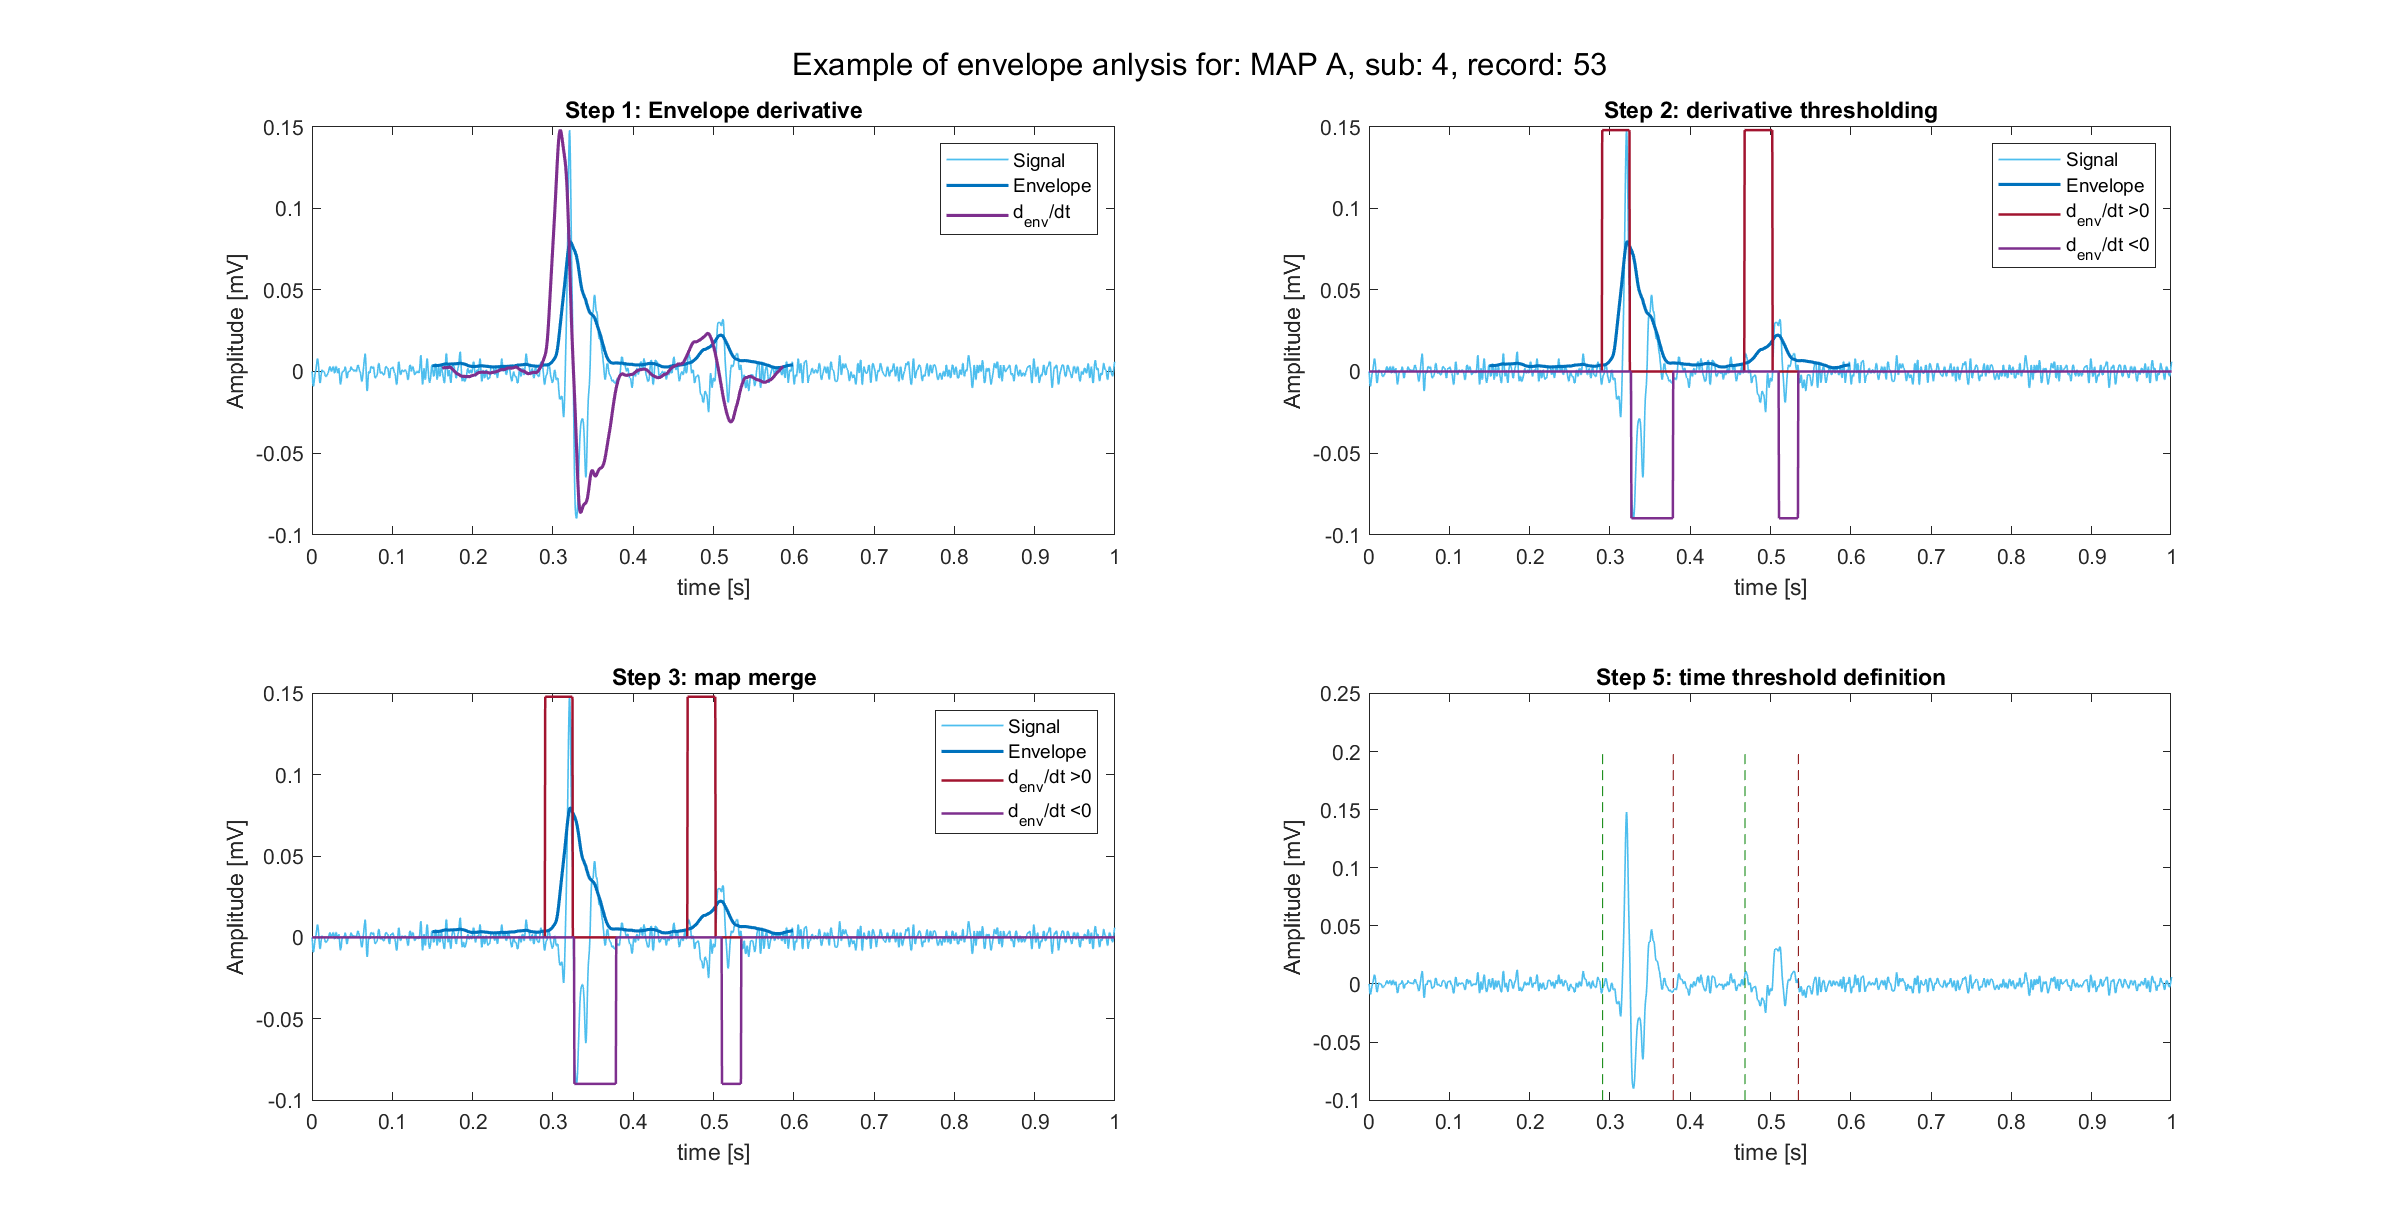 Example of envelope anlysis for: MAP A, sub: 4, record: 53
Step 1: Envelope derivative
0.15
0.1
0.05
0
-0.05
-0.1
Amplitude [mV]
0 0.1 0.2 0.3 0.4 0.5 0.6 0.7 0.8 0.9 1
time [s]
Signal
Envelope
d_env/dt
Step 2: derivative thresholding
0.15
0.1
0.05
0
-0.05
-0.1
Amplitude [mV]
0 0.1 0.2 0.3 0.4 0.5 0.6 0.7 0.8 0.9 1
time [s]
Signal
Envelope
d_env/dt >0
d_env/dt <0
Step 3: map merge
0.15
0.1
0.05
0
-0.05
-0.1
Amplitude [mV]
0 0.1 0.2 0.3 0.4 0.5 0.6 0.7 0.8 0.9 1
time [s]
Signal
Envelope
d_env/dt >0
d_env/dt <0
Step 5: time threshold definition
0.25
0.2
0.15
0.1
0.05
0
-0.05
-0.1
Amplitude [mV]
0 0.1 0.2 0.3 0.4 0.5 0.6 0.7 0.8 0.9 1
time [s]